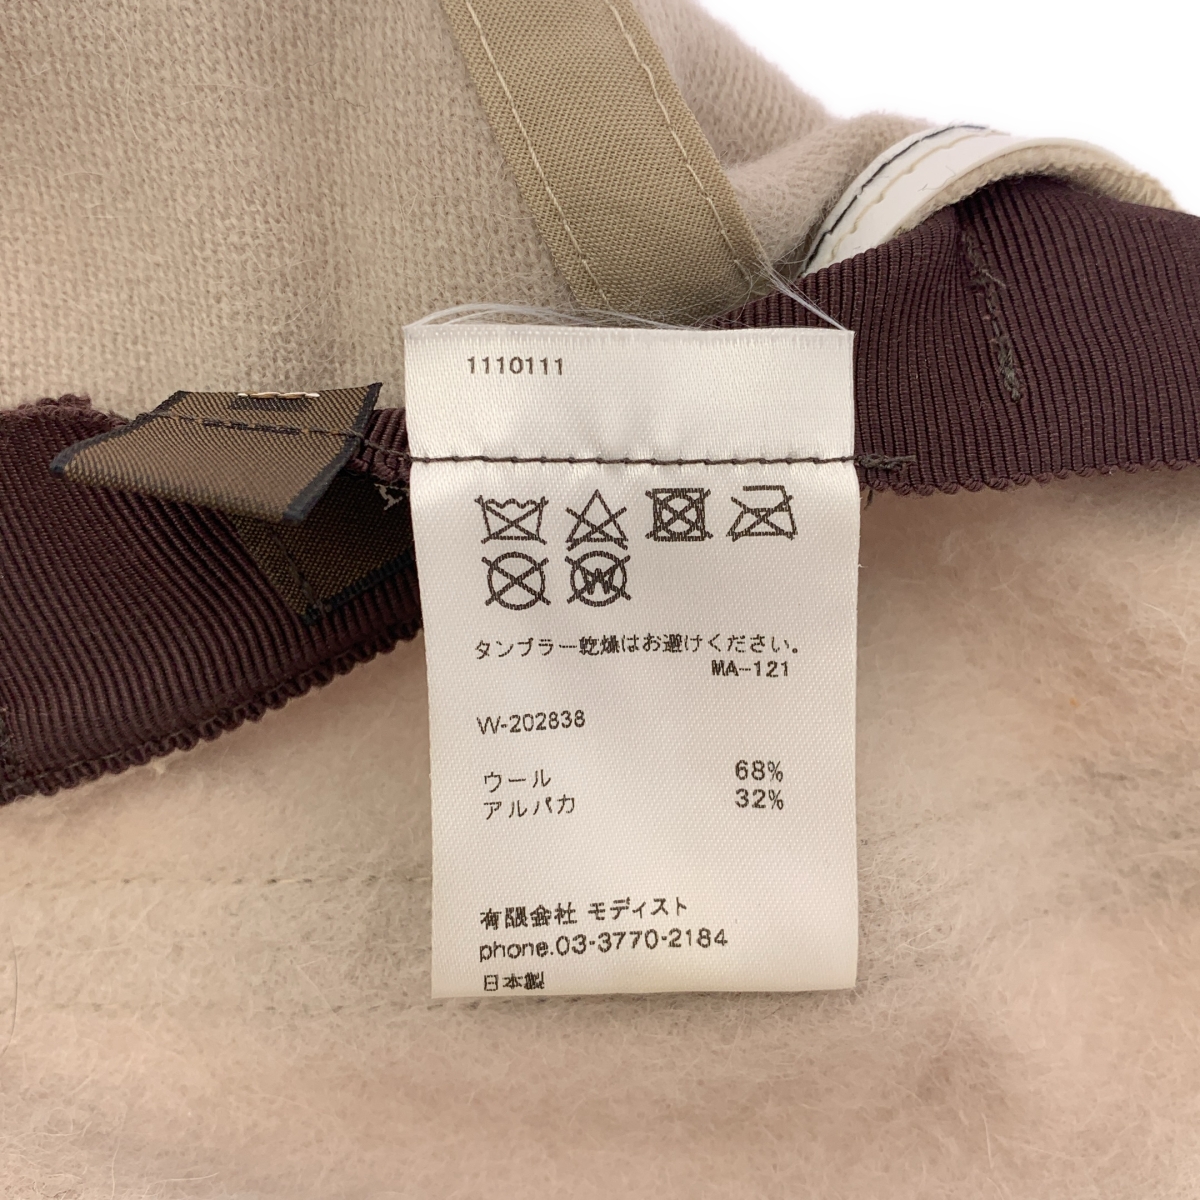 1110111
タンブラー乾燥はお避けください。
MA-121
W-202838
ウール 68%
アルパカ 32%
有限会社 モディスト
phone.03-3770-2184
日本製